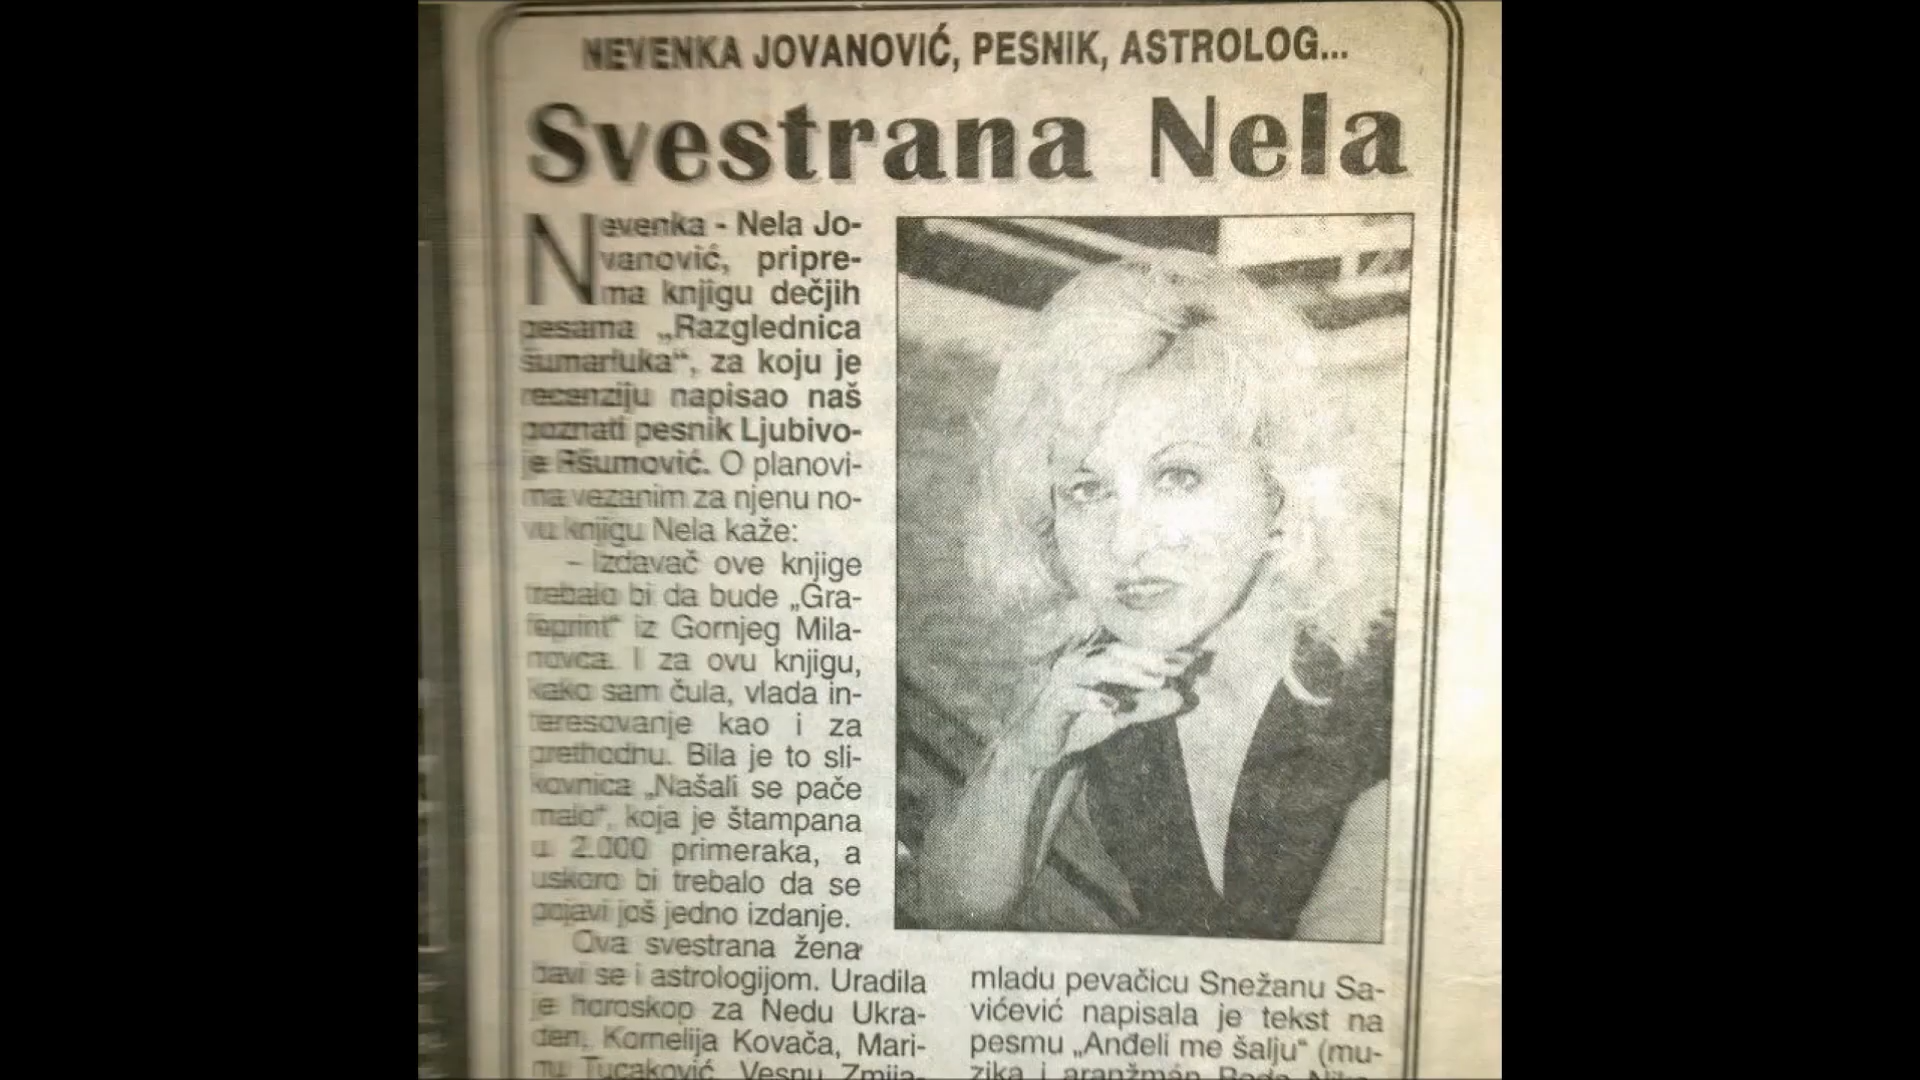 NEVENKA JOVANOVIĆ, PESNIK, ASTROLOG...
Svestrana Nela
Nevenka - Nela Jo-
vanović, pripre-
ma knjigu dečjih
pesama „Razglednica
šumarluka“, za koju je
recenziju napisao naš
poznati pesnik Ljubivo-
je Ršumović. O planovi-
ma vezanim za njenu no-
vu knjigu Nela kaže:
- Izdavač ove knjige
trebalo bi da bude „Gra-
feprint“ iz Gornjeg Mila-
novca. I za ovu knjigu,
kako sam čula, vlada in-
teresovanje kao i za
prethodnu. Bila je to sli-
kovnica „Našali se pače
malo“, koja je štampana
u 2.000 primeraka, a
uskoro bi trebalo da se
pojavi još jedno izdanje.
Ova svestrana žena
bavi se i astrologijom. Uradila
je horoskop za Nedu Ukra-
den, Kornelija Kovača, Mari-
nu Tucaković, Vesnu Zmija-
mladu pevačicu Snežanu Sa-
vićević napisala je tekst na
pesmu „Anđeli me šalju“ (mu-
zika i aranžman